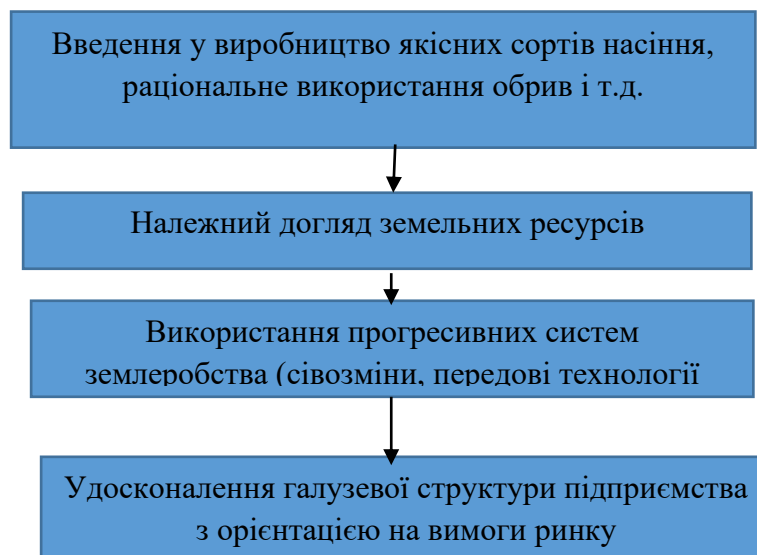 Введення у виробництво якісних сортів насіння,
раціональне використання обрив і т.д.
Належний догляд земельних ресурсів
Використання прогресивних систем
землеробства (сівозміни, передові технології
Удосконалення галузевої структури підприємства
з орієнтацією на вимоги ринку